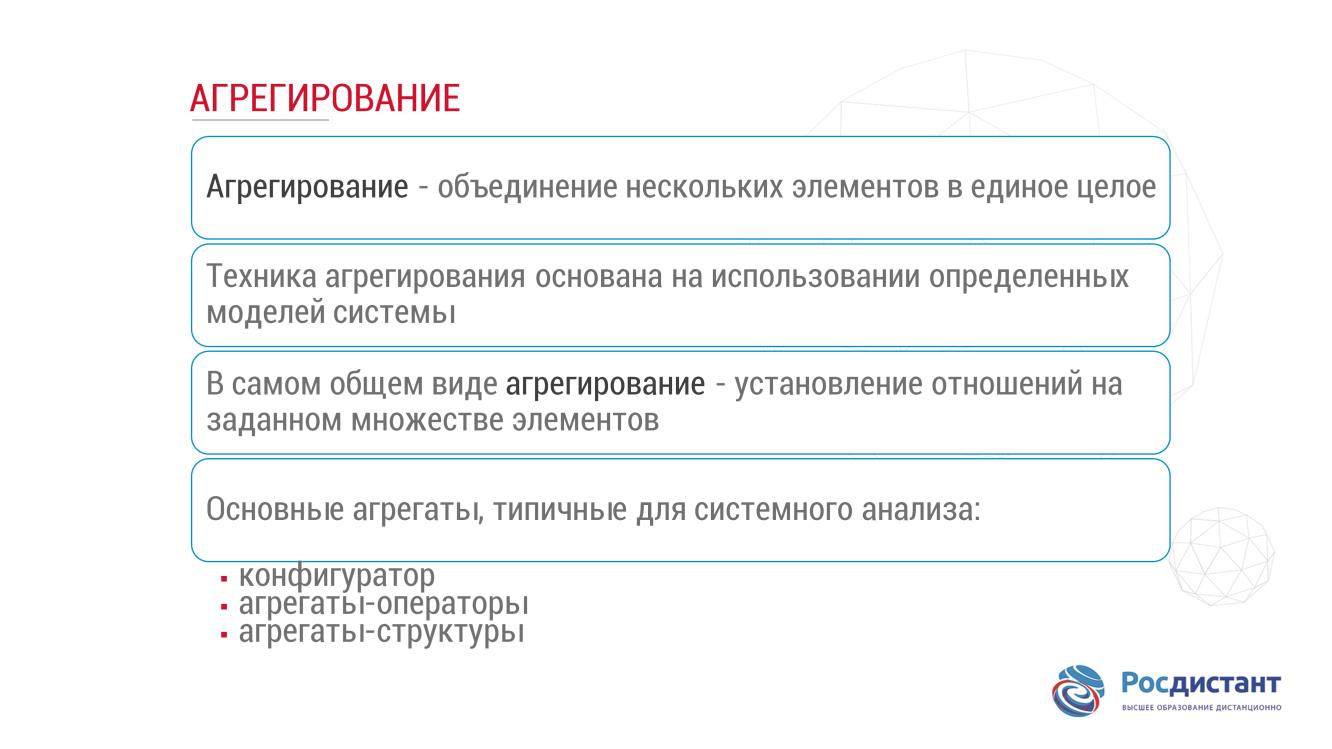 АГРЕГИРОВАНИЕ
Агрегирование - объединение нескольких элементов в единое целое
Техника агрегирования основана на использовании определенных
моделей системы
В самом общем виде агрегирование - установление отношений на
заданном множестве элементов
Основные агрегаты, типичные для системного анализа:
▪ конфигуратор
▪ агрегаты-операторы
▪ агрегаты-структуры
Росдистант
ВЫСШЕЕ ОБРАЗОВАНИЕ ДИСТАНЦИОННО